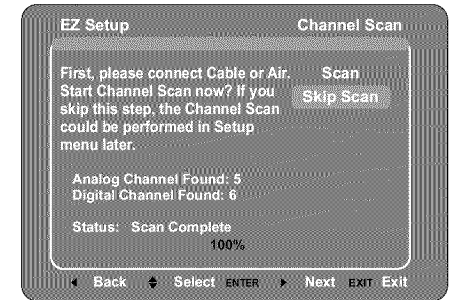 EZ Setup Channel Scan
First, please connect Cable or Air. Scan
Start Channel Scan now? If you Skip Scan
skip this step, the Channel Scan
could be performed in Setup
menu later.
Analog Channel Found: 5
Digital Channel Found: 6
Status: Scan Complete
100%
Back Select ENTER Next EXIT Exit